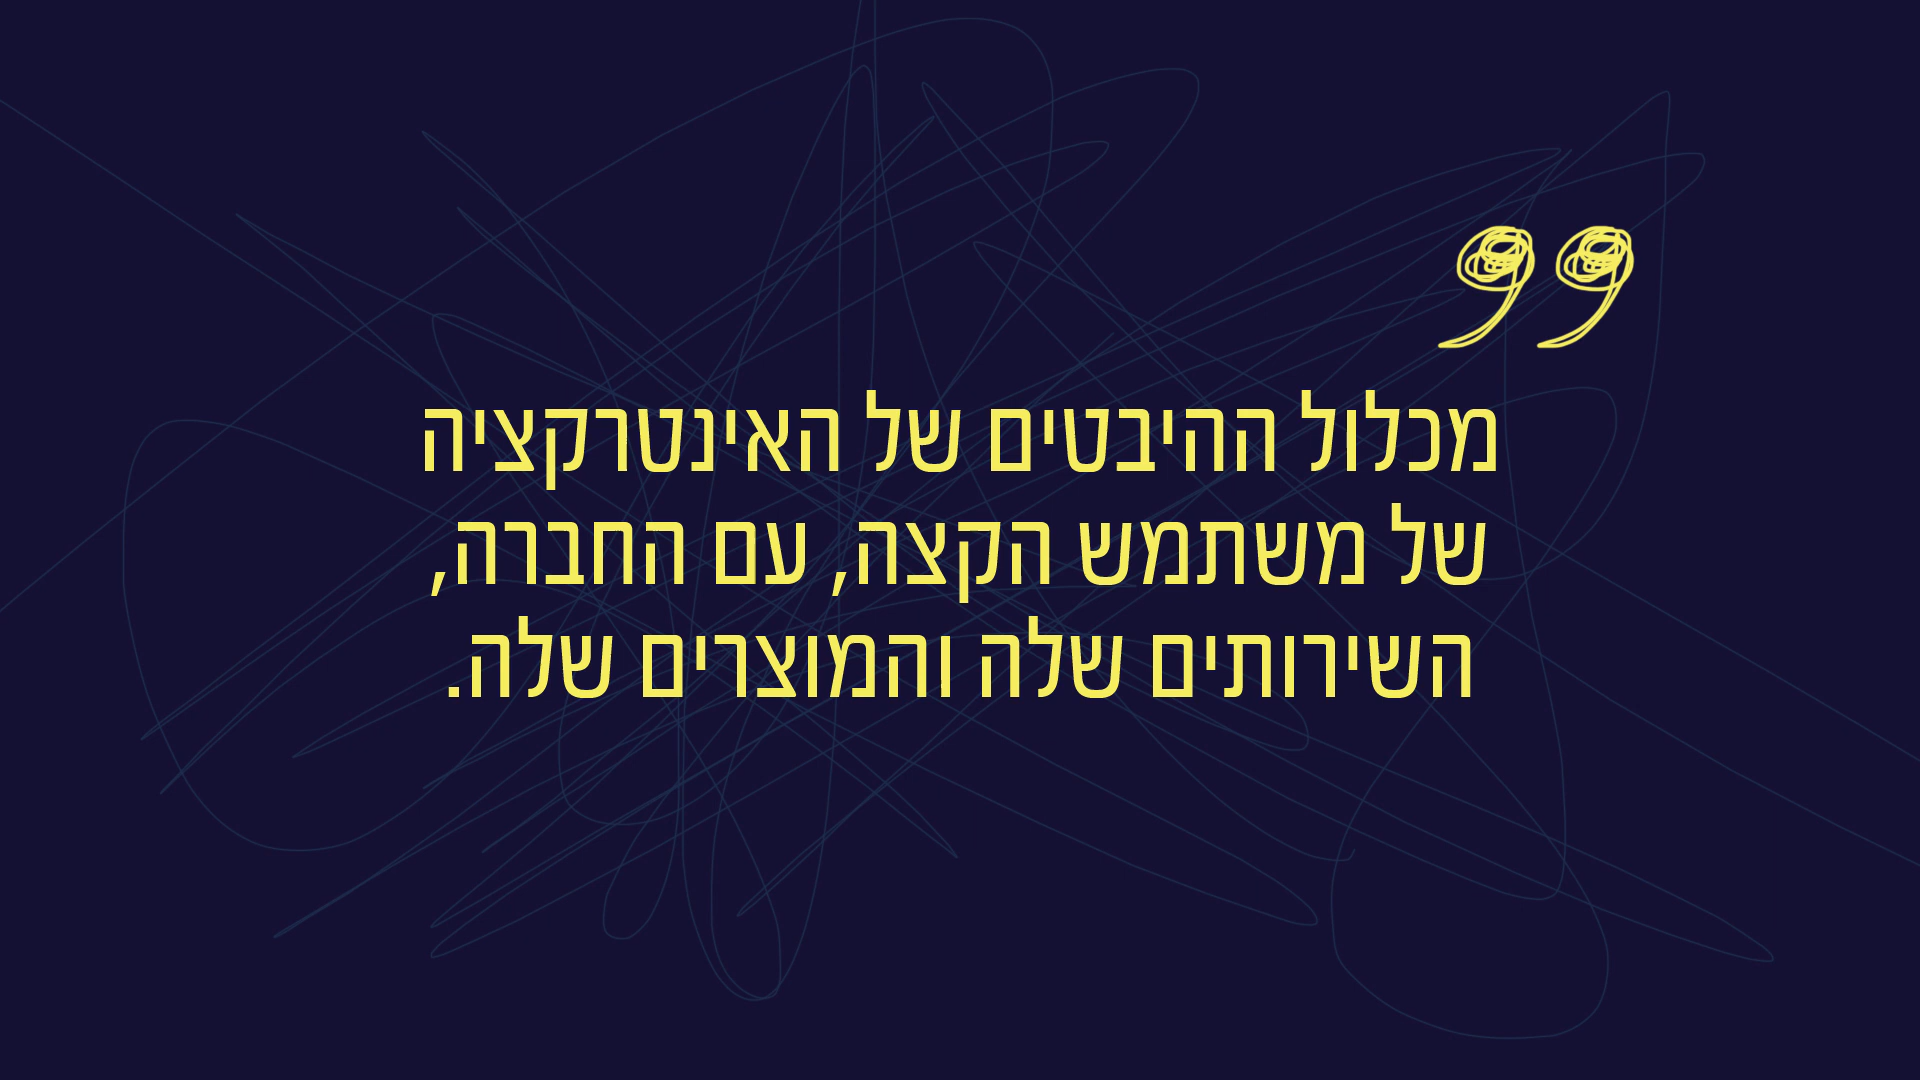 מכלול ההיבטים של האינטרקציה
של משתמש הקצה, עם החברה,
השירותים שלה והמוצרים שלה.